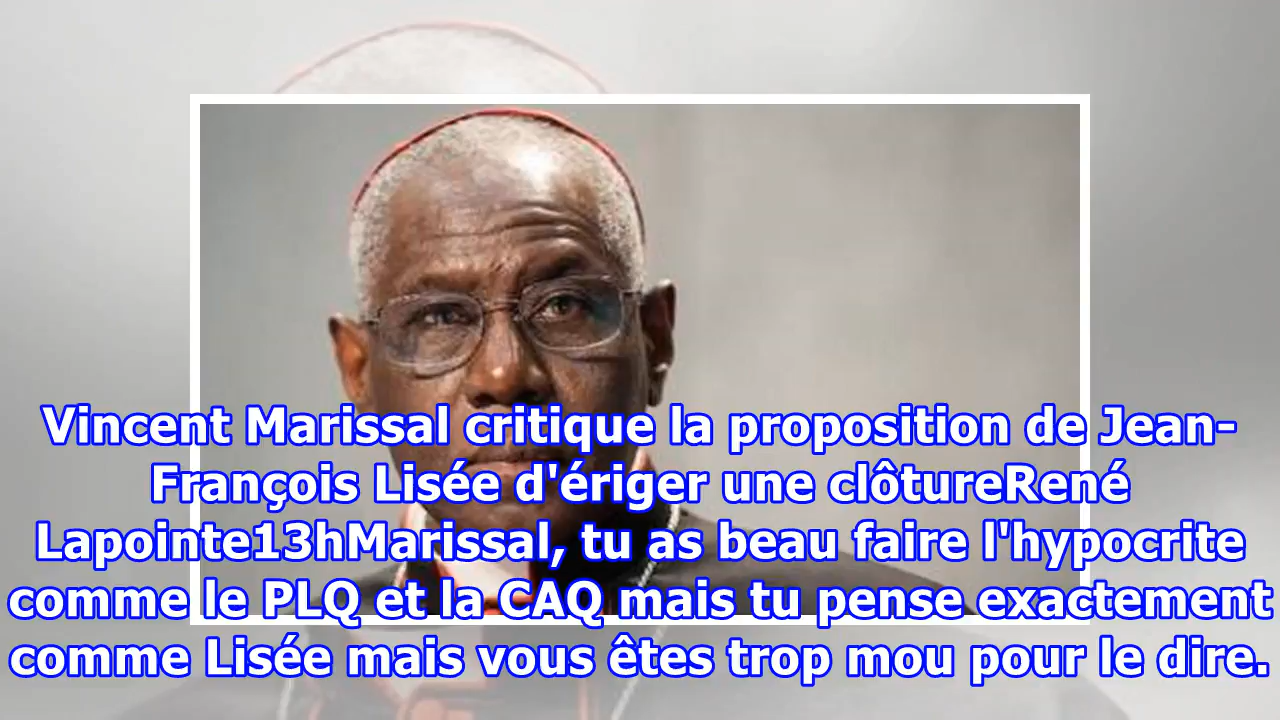 Vincent Marissal critique la proposition de Jean-
François Lisée d'ériger une clôtureRené
Lapointe13hMarissal, tu as beau faire l'hypocrite
comme le PLQ et la CAQ mais tu pense exactement
comme Lisée mais vous êtes trop mou pour le dire.